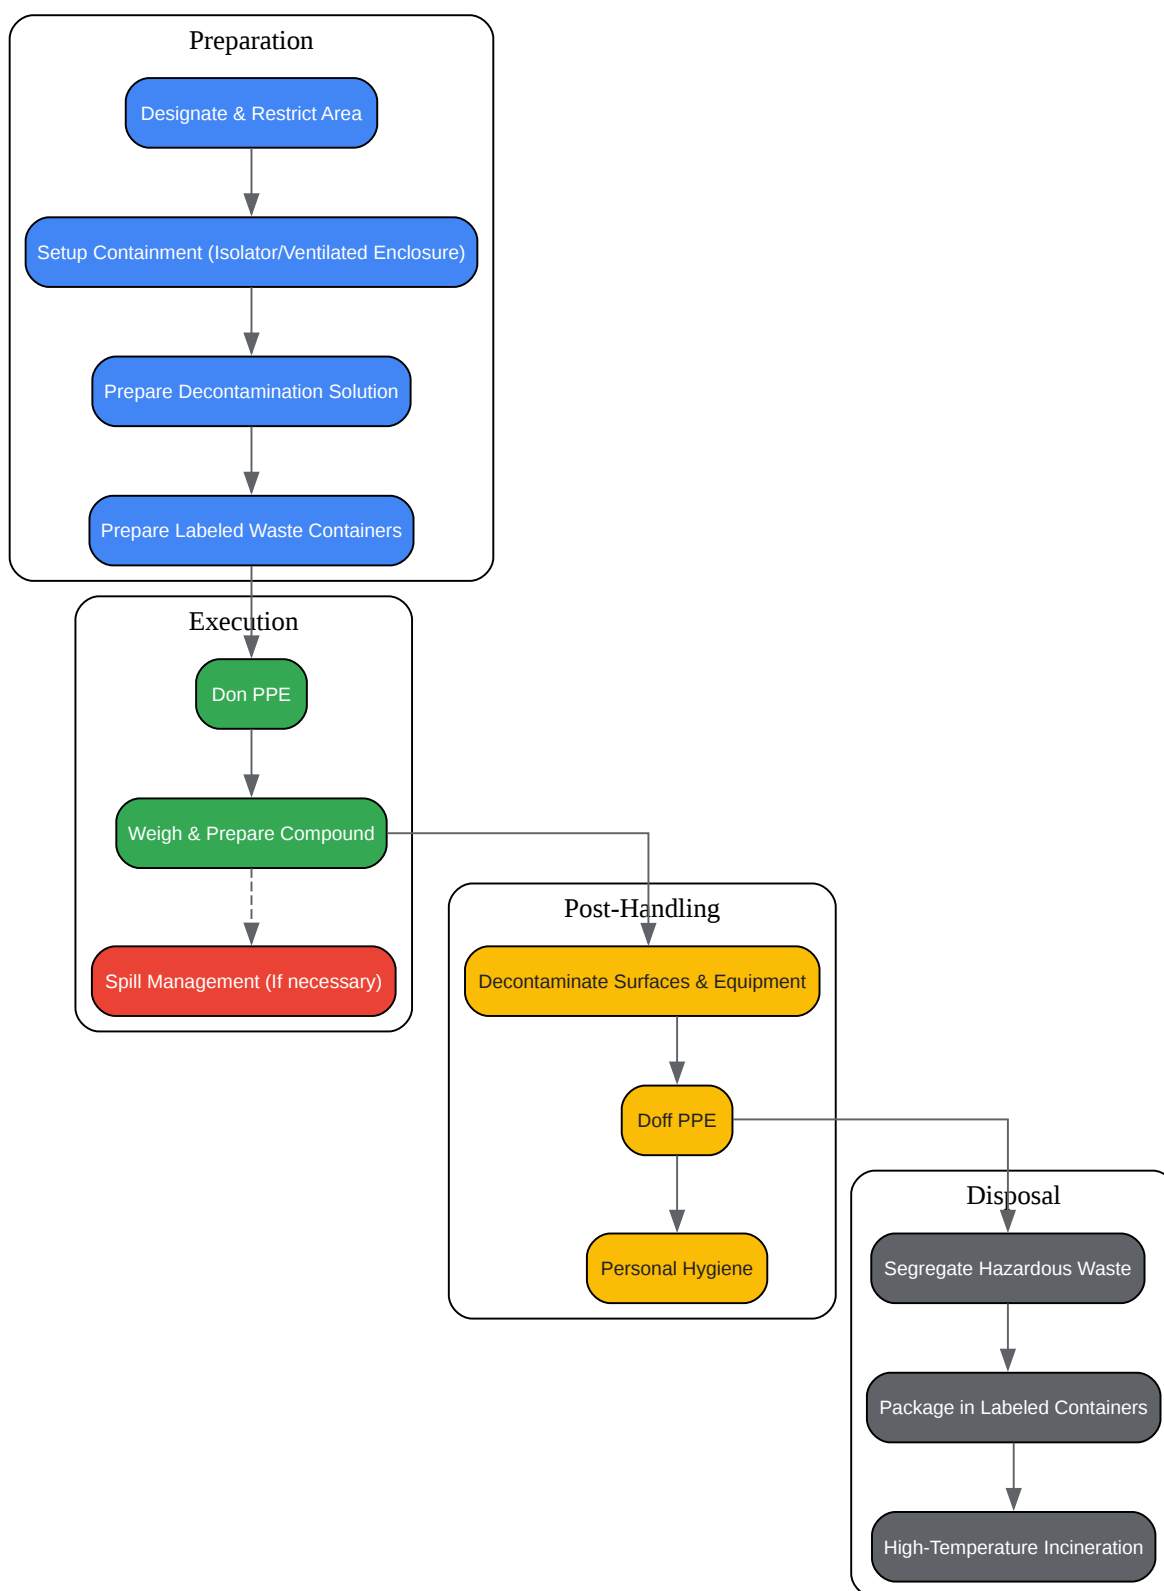 Preparation
Designate & Restrict Area
Setup Containment (Isolator/Ventilated Enclosure)
Prepare Decontamination Solution
Prepare Labeled Waste Containers
Execution
Don PPE
Weigh & Prepare Compound
Spill Management (If necessary)
Post-Handling
Decontaminate Surfaces & Equipment
Doff PPE
Personal Hygiene
Disposal
Segregate Hazardous Waste
Package in Labeled Containers
High-Temperature Incineration